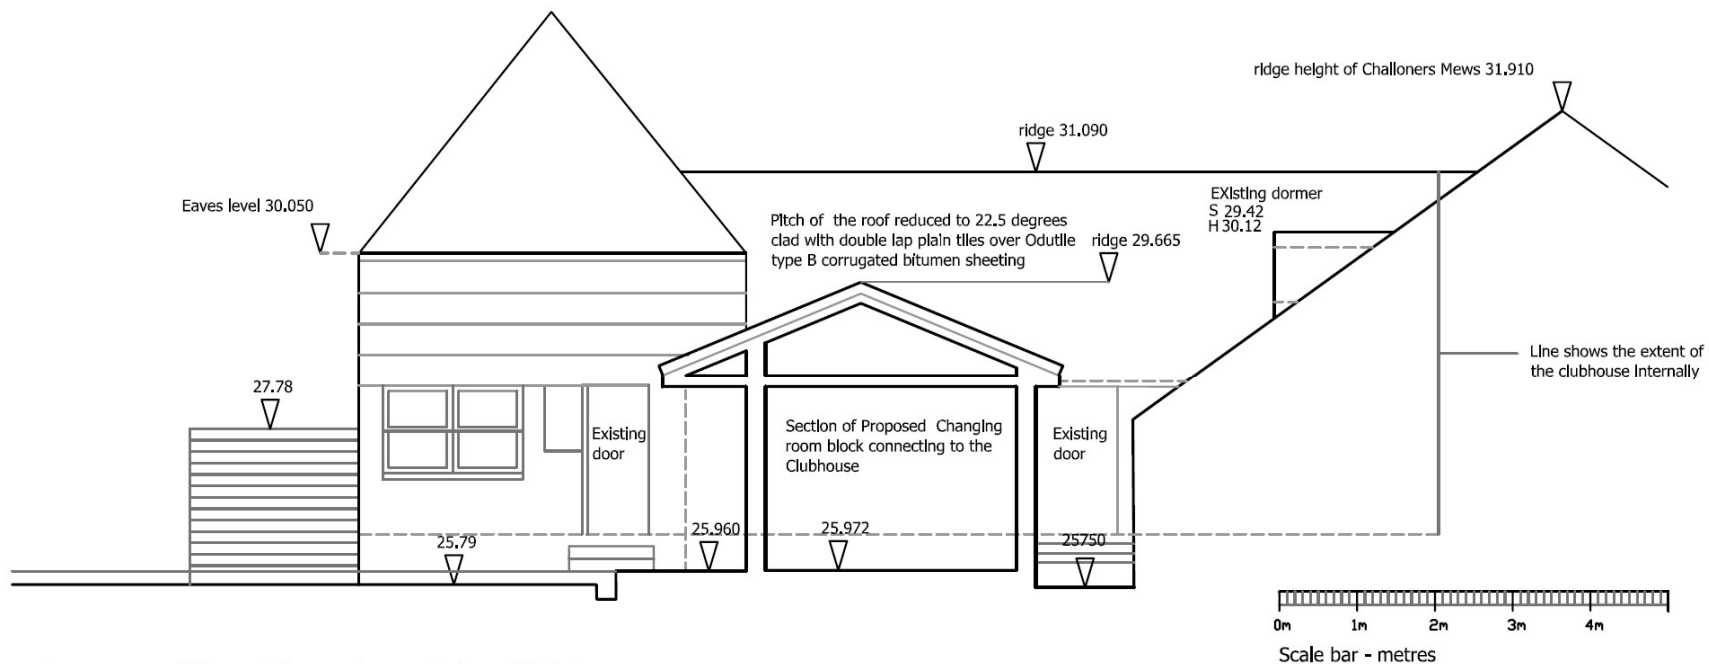 ridge height of Challoners Mews 31.910
ridge 31.090
Existing dormer
S 29.42
H 30.12
Eaves level 30.050
Pitch of the roof reduced to 22.5 degrees
clad with double lap plain tiles over Odutile
type B corrugated bitumen sheeting
ridge 29.665
Line shows the extent of
the clubhouse Internally
27.78
Existing
door
Section of Proposed Changing
room block connecting to the
Clubhouse
Existing
door
25.79
25.960
25.972
25750
0m 1m 2m 3m 4m
Scale bar - metres